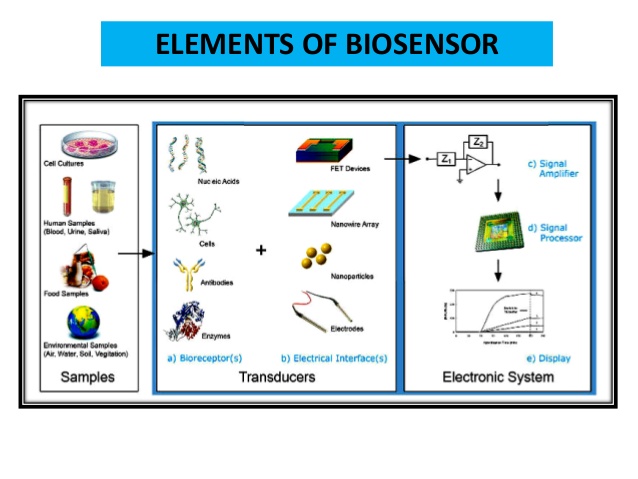 ELEMENTS OF BIOSENSOR
Cell Cultures
Human Samples
(Blood, Urine, Saliva)
Food Samples
Environmental Samples
(Air, Water, Soil, Vegitation)
Samples
Nucleic Acids
Cells
Antibodies
Enzymes
a) Bioreceptor(s)
+
FET Devices
Nanowire Array
Nanoparticles
Electrodes
b) Electrical Interface(s)
Transducers
Z1
Z2
c) Signal
Amplifier
d) Signal
Processor
e) Display
Electronic System